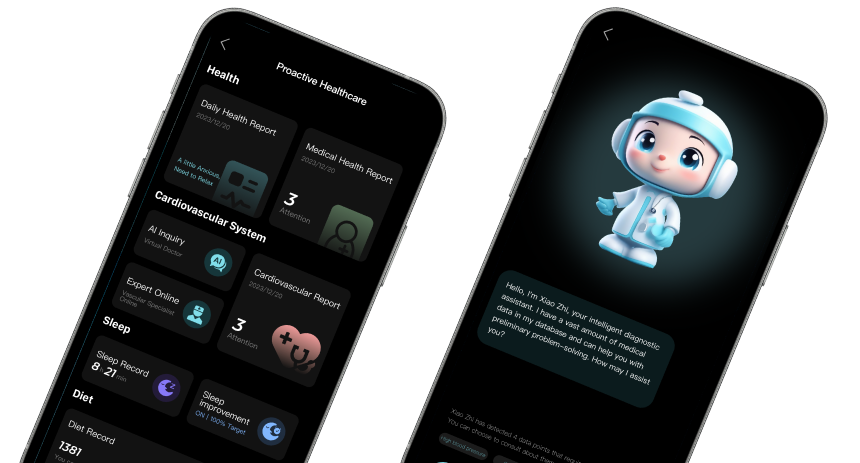 Proactive Healthcare
Health
Daily Health Report
2023/12/20
A little Anxious,
Need to Relax
Medical Health Report
2023/12/20
3
Attention
Cardiovascular System
AI Inquiry
Virtual Doctor
AI
Expert Online
Vascular Specialist
Online
Cardiovascular Report
2023/12/20
3
Attention
Sleep
Sleep Record
8 h 21 min
Sleep
improvement
ON | 100% Target
Diet
Diet Record
1381
Hello, I'm Xiao Zhi, your intelligent diagnostic
assistant. I have a vast amount of medical
data in my database and can help you with
preliminary problem-solving. How may I assist
you?
Xiao Zhi has detected 4 data points that
You can choose to consult about them
High blood pressure